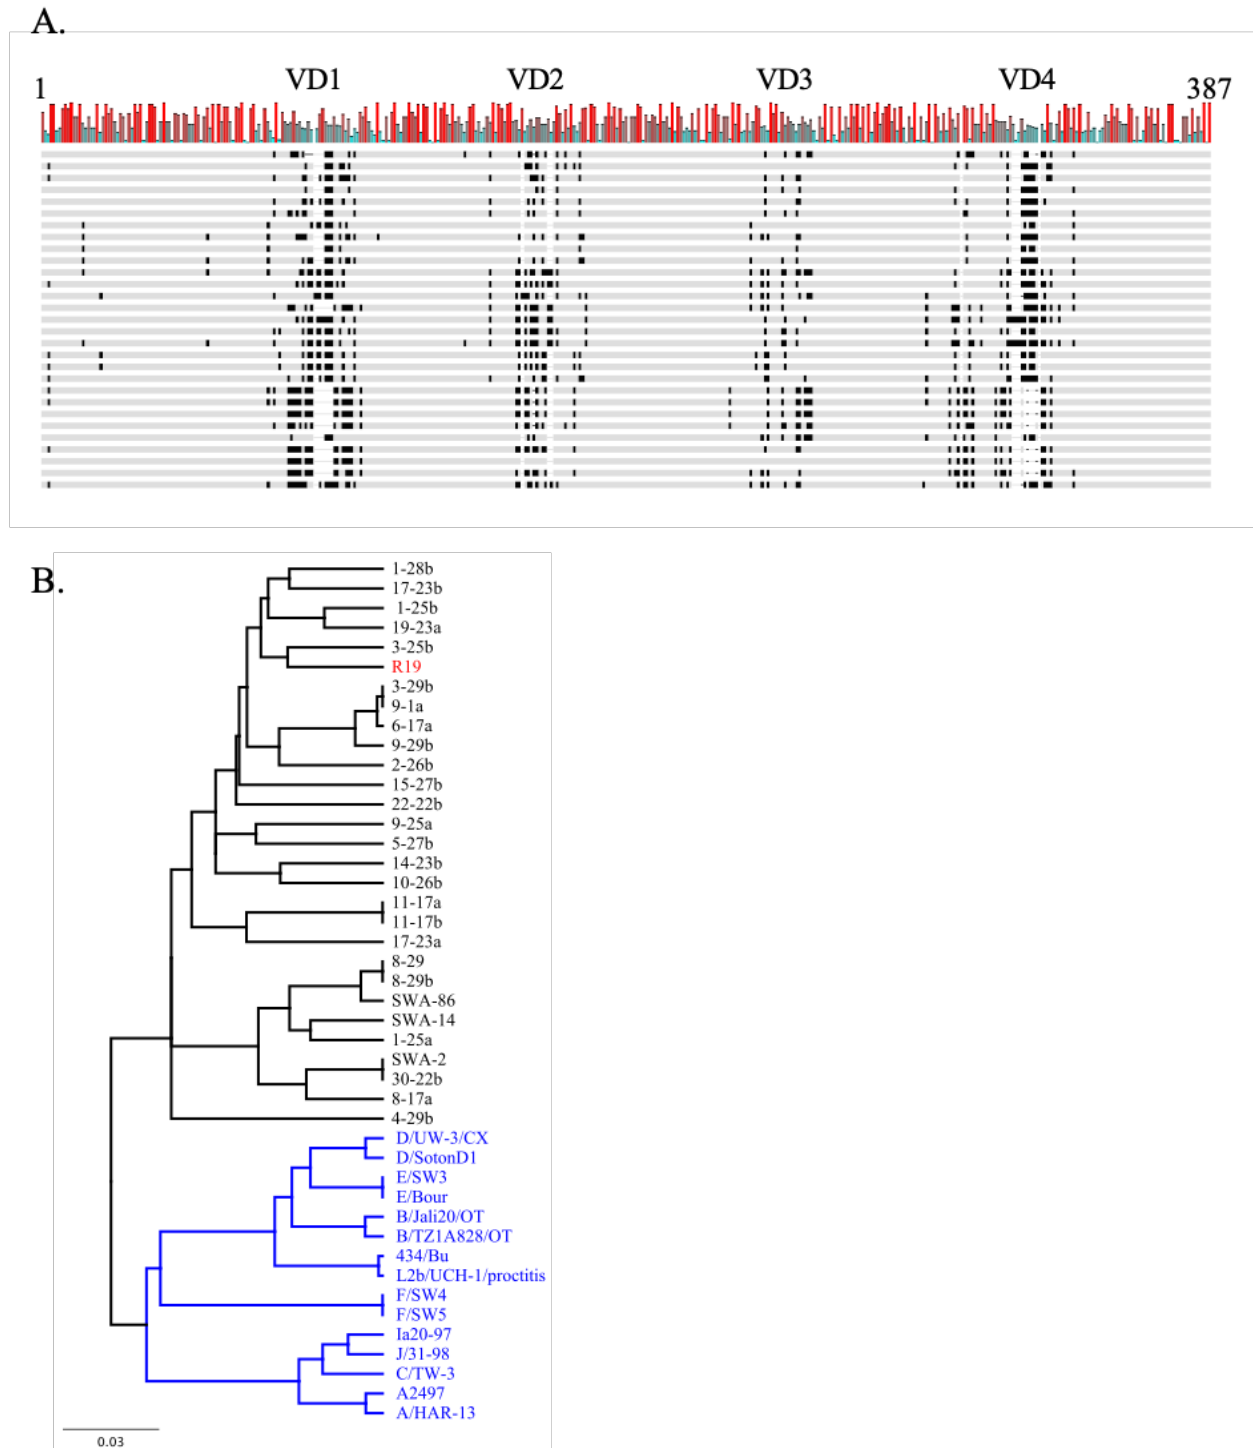 A.
1 VD1 VD2 VD3 VD4 387
B.
1-28b
17-23b
1-25b
19-23a
3-25b
R19
3-29b
9-1a
6-17a
9-29b
2-26b
15-27b
22-22b
9-25a
5-27b
14-23b
10-26b
11-17a
11-17b
17-23a
8-29
8-29b
SWA-86
SWA-14
1-25a
SWA-2
30-22b
8-17a
4-29b
D/UW-3/CX
D/SotonD1
E/SW3
E/Bour
B/Jali20/OT
B/TZ1A828/OT
434/Bu
L2b/UCH-1/proctitis
F/SW4
F/SW5
Ia20-97
J/31-98
C/TW-3
A2497
A/HAR-13
0.03